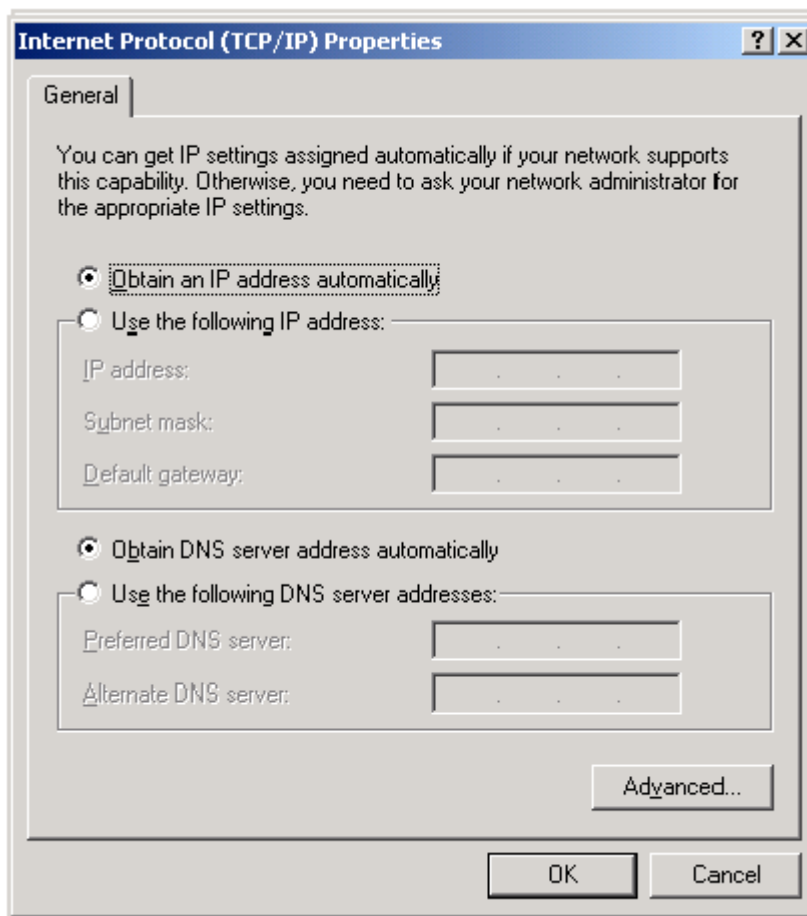 Internet Protocol (TCP/IP) Properties
General
You can get IP settings assigned automatically if your network supports
this capability. Otherwise, you need to ask your network administrator for
the appropriate IP settings.
Obtain an IP address automatically
Use the following IP address:
IP address:
Subnet mask:
Default gateway:
Obtain DNS server address automatically
Use the following DNS server addresses:
Preferred DNS server:
Alternate DNS server:
Advanced...
OK Cancel